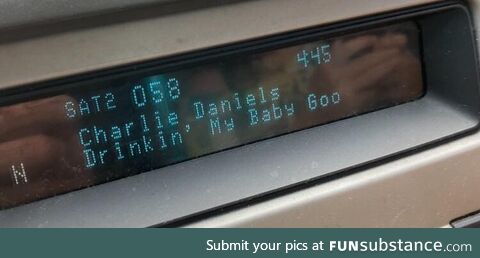 SAT2 058 4:45
Charlie Daniels
Drinkin, My Baby Goo
N
Submit your pics at FUNsubstance.com